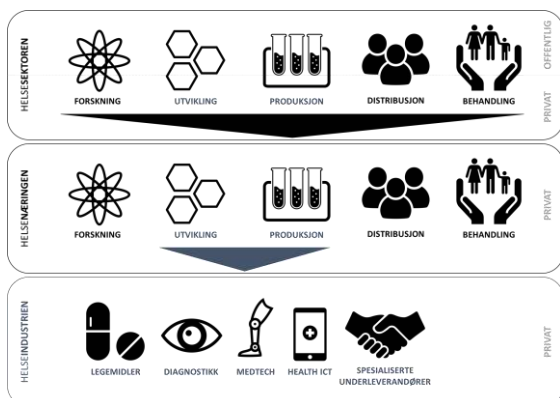 HELSESEKTOREN
FORSKNING
UTVIKLING
PRODUKSJON
DISTRIBUSJON
BEHANDLING
OFFENTLIG
PRIVAT
HELSENÆRINGEN
FORSKNING
UTVIKLING
PRODUKSJON
DISTRIBUSJON
BEHANDLING
PRIVAT
HELSEINDUSTRIEN
LEGEMIDLER
DIAGNOSTIKK
MEDTECH
HEALTH ICT
SPESIALISERTE
UNDERLEVERANDØRER
PRIVAT